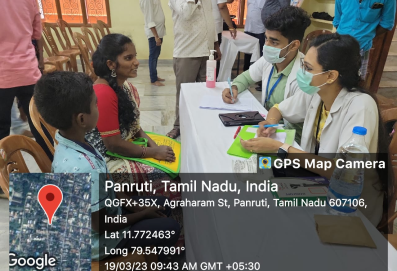 GPS Map Camera
Panruti, Tamil Nadu, India
QGFX+35X, Agraharam St, Panruti, Tamil Nadu 607106,
India
Lat 11.772463°
Long 79.547991°
19/03/23 09:43 AM GMT +05:30
Google